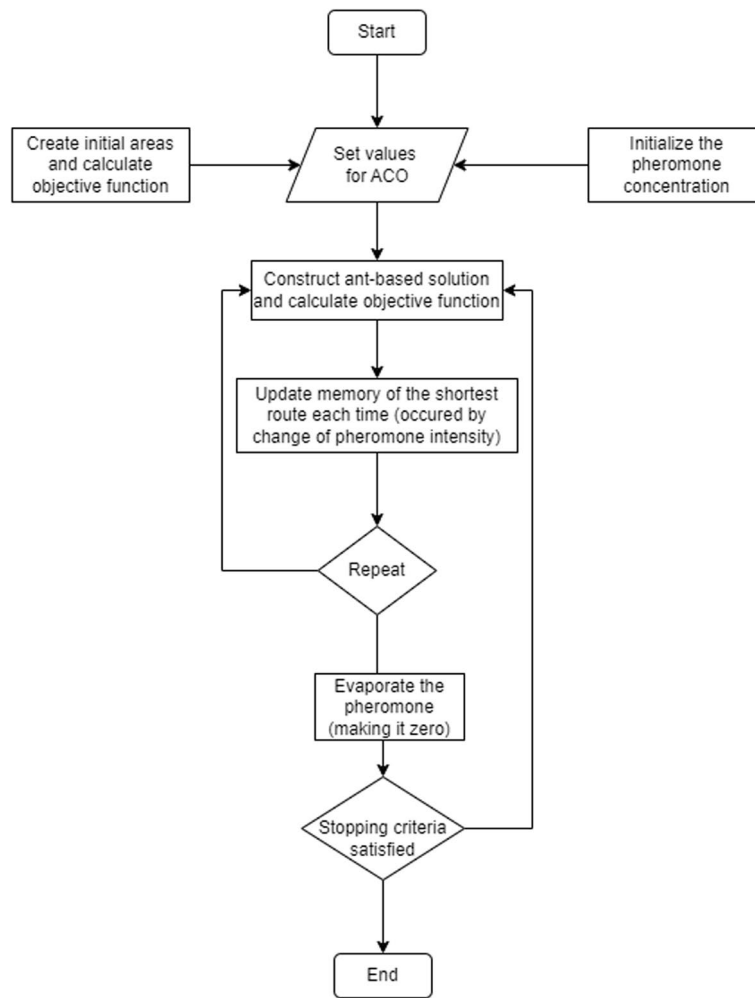 Start
Create initial areas
and calculate
objective function
Set values
for ACO
Initialize the
pheromone
concentration
Construct ant-based solution
and calculate objective function
Update memory of the shortest
route each time (occured by
change of pheromone intensity)
Repeat
Evaporate the
pheromone
(making it zero)
Stopping criteria
satisfied
End